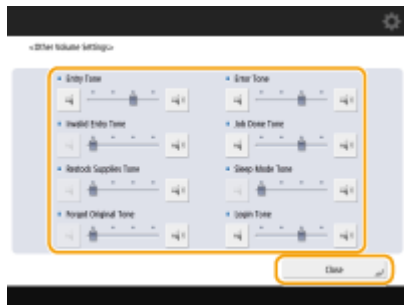 <Other Volume Settings>
Entry Tone
Error Tone
Invalid Entry Tone
Job Done Tone
Restock Supplies Tone
Sleep Mode Tone
Forgot Original Tone
Login Tone
Close